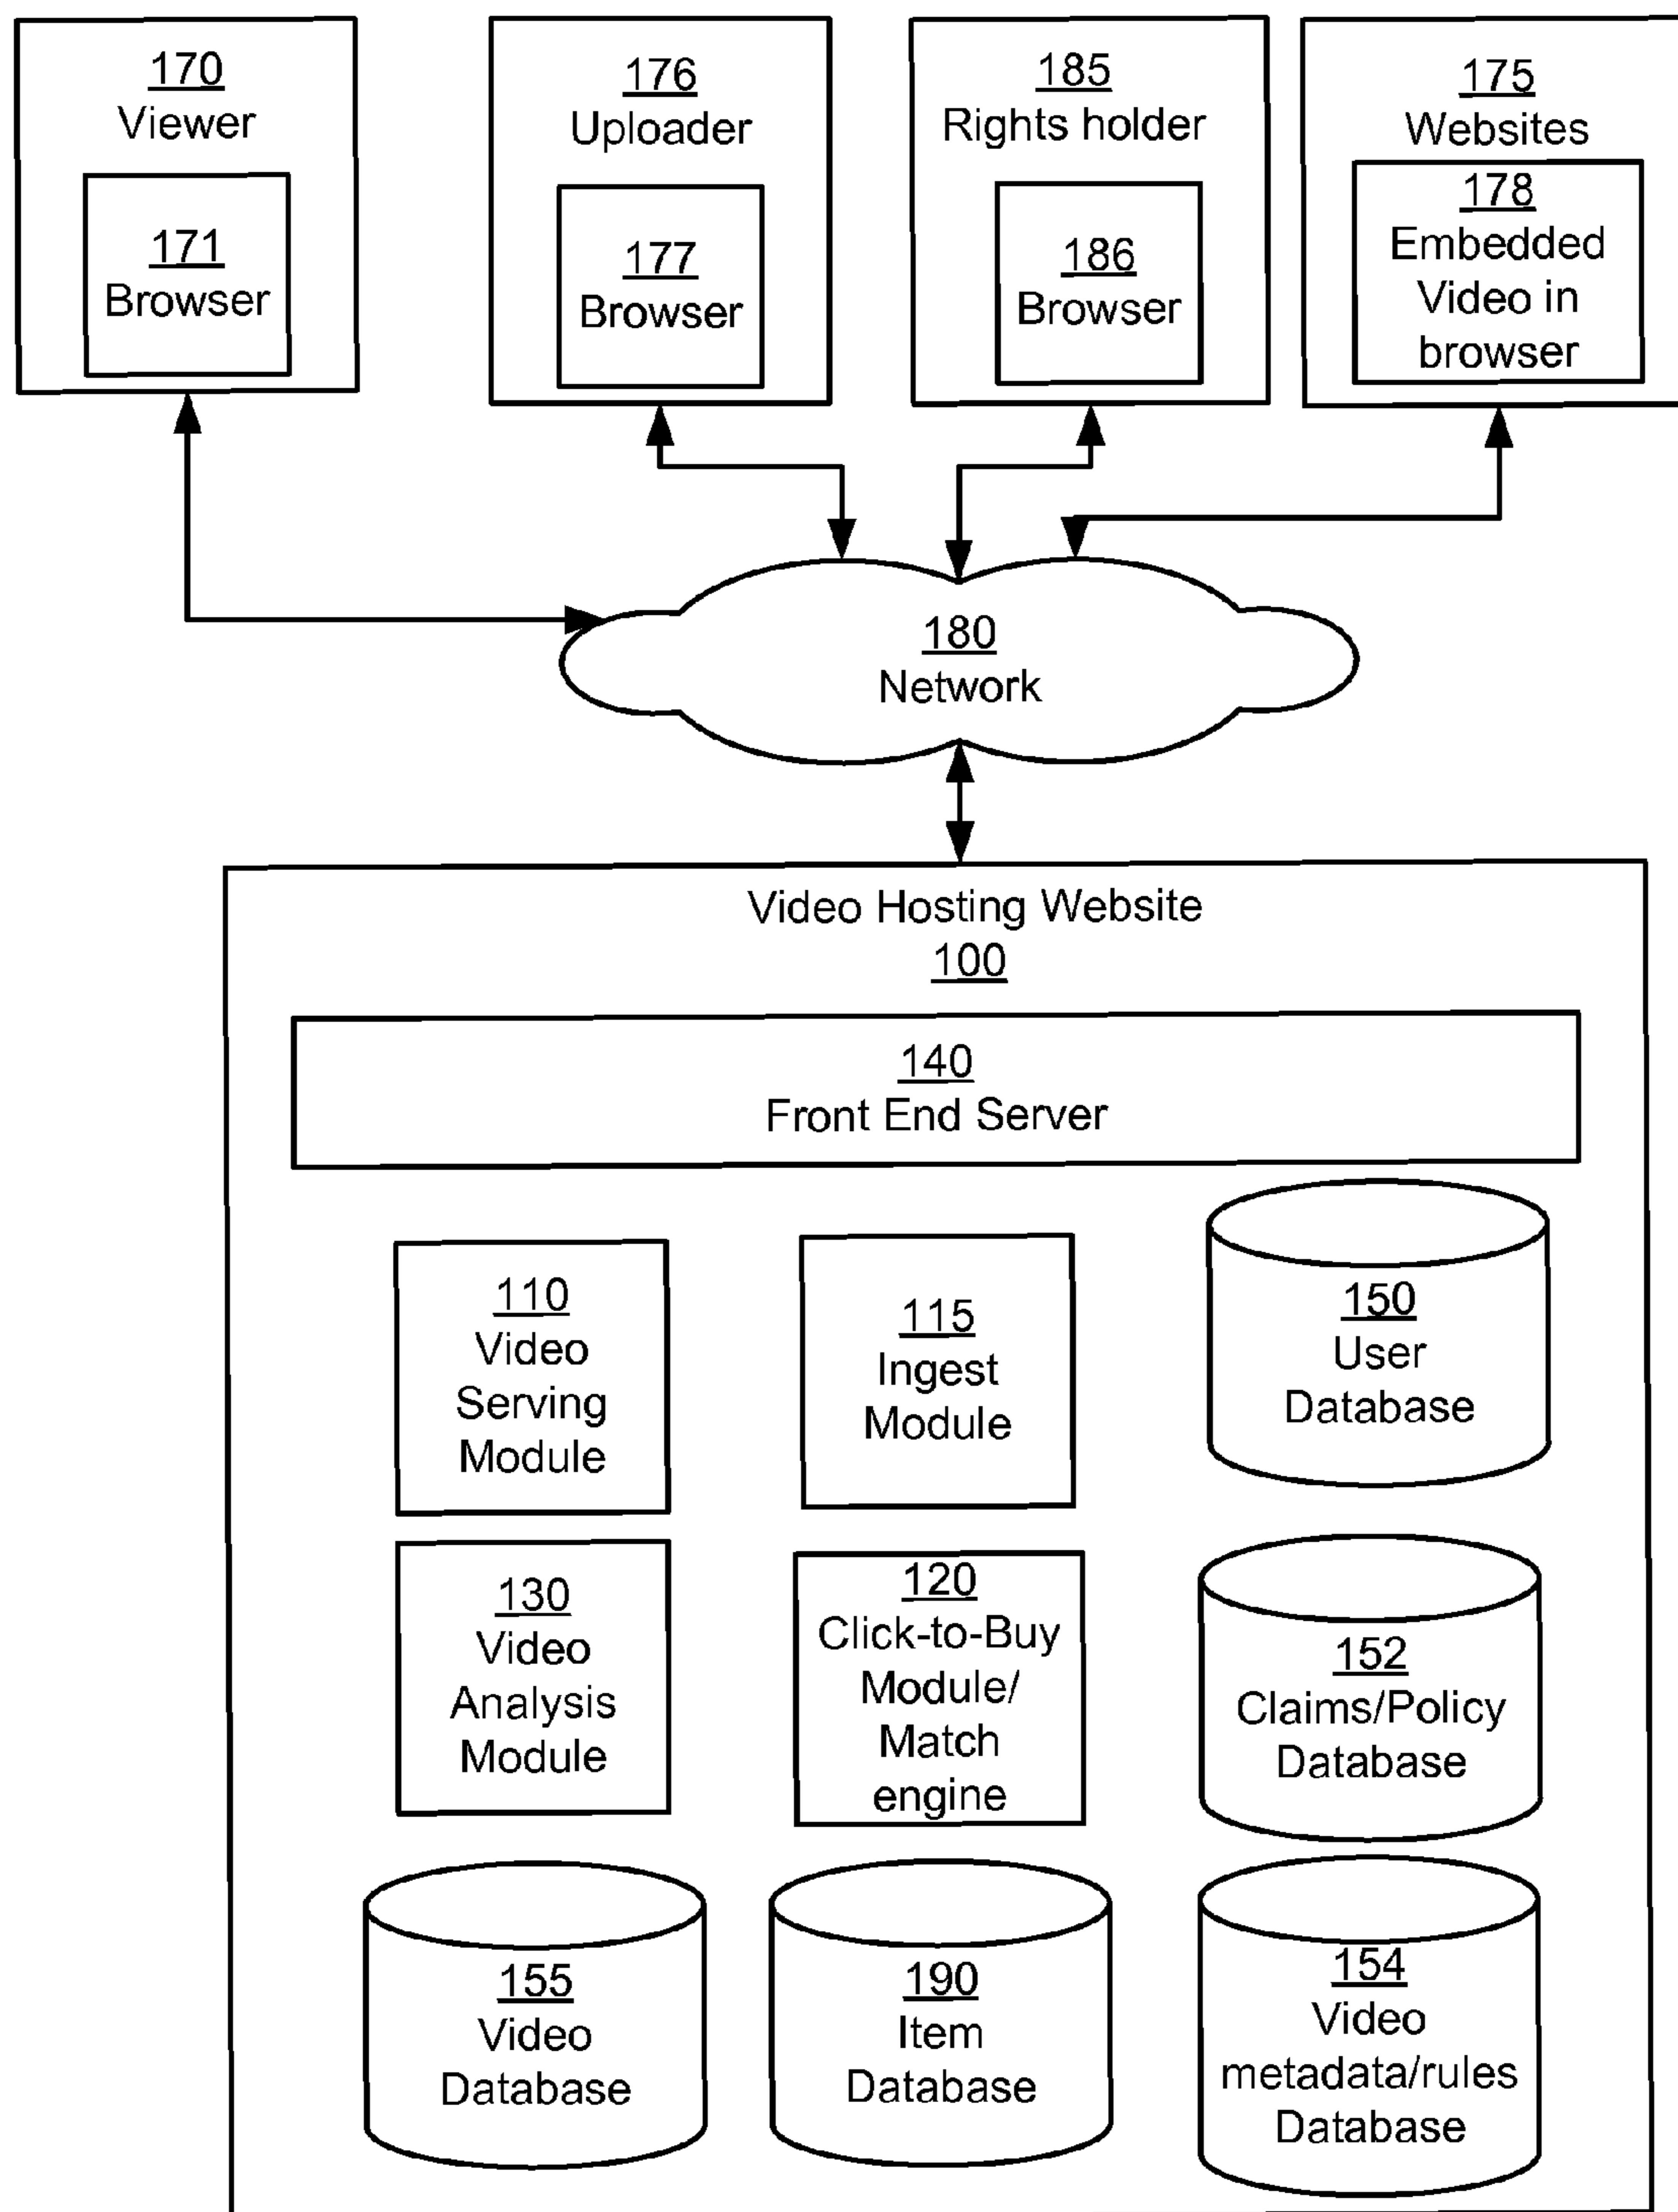 170
Viewer
171
Browser
176
Uploader
177
Browser
185
Rights holder
186
Browser
175
Websites
178
Embedded
Video in
browser
180
Network
Video Hosting Website
100
140
Front End Server
110
Video
Serving
Module
115
Ingest
Module
150
User
Database
130
Video
Analysis
Module
120
Click-to-Buy
Module/
Match
engine
152
Claims/Policy
Database
155
Video
Database
190
Item
Database
154
Video
metadata/rules
Database